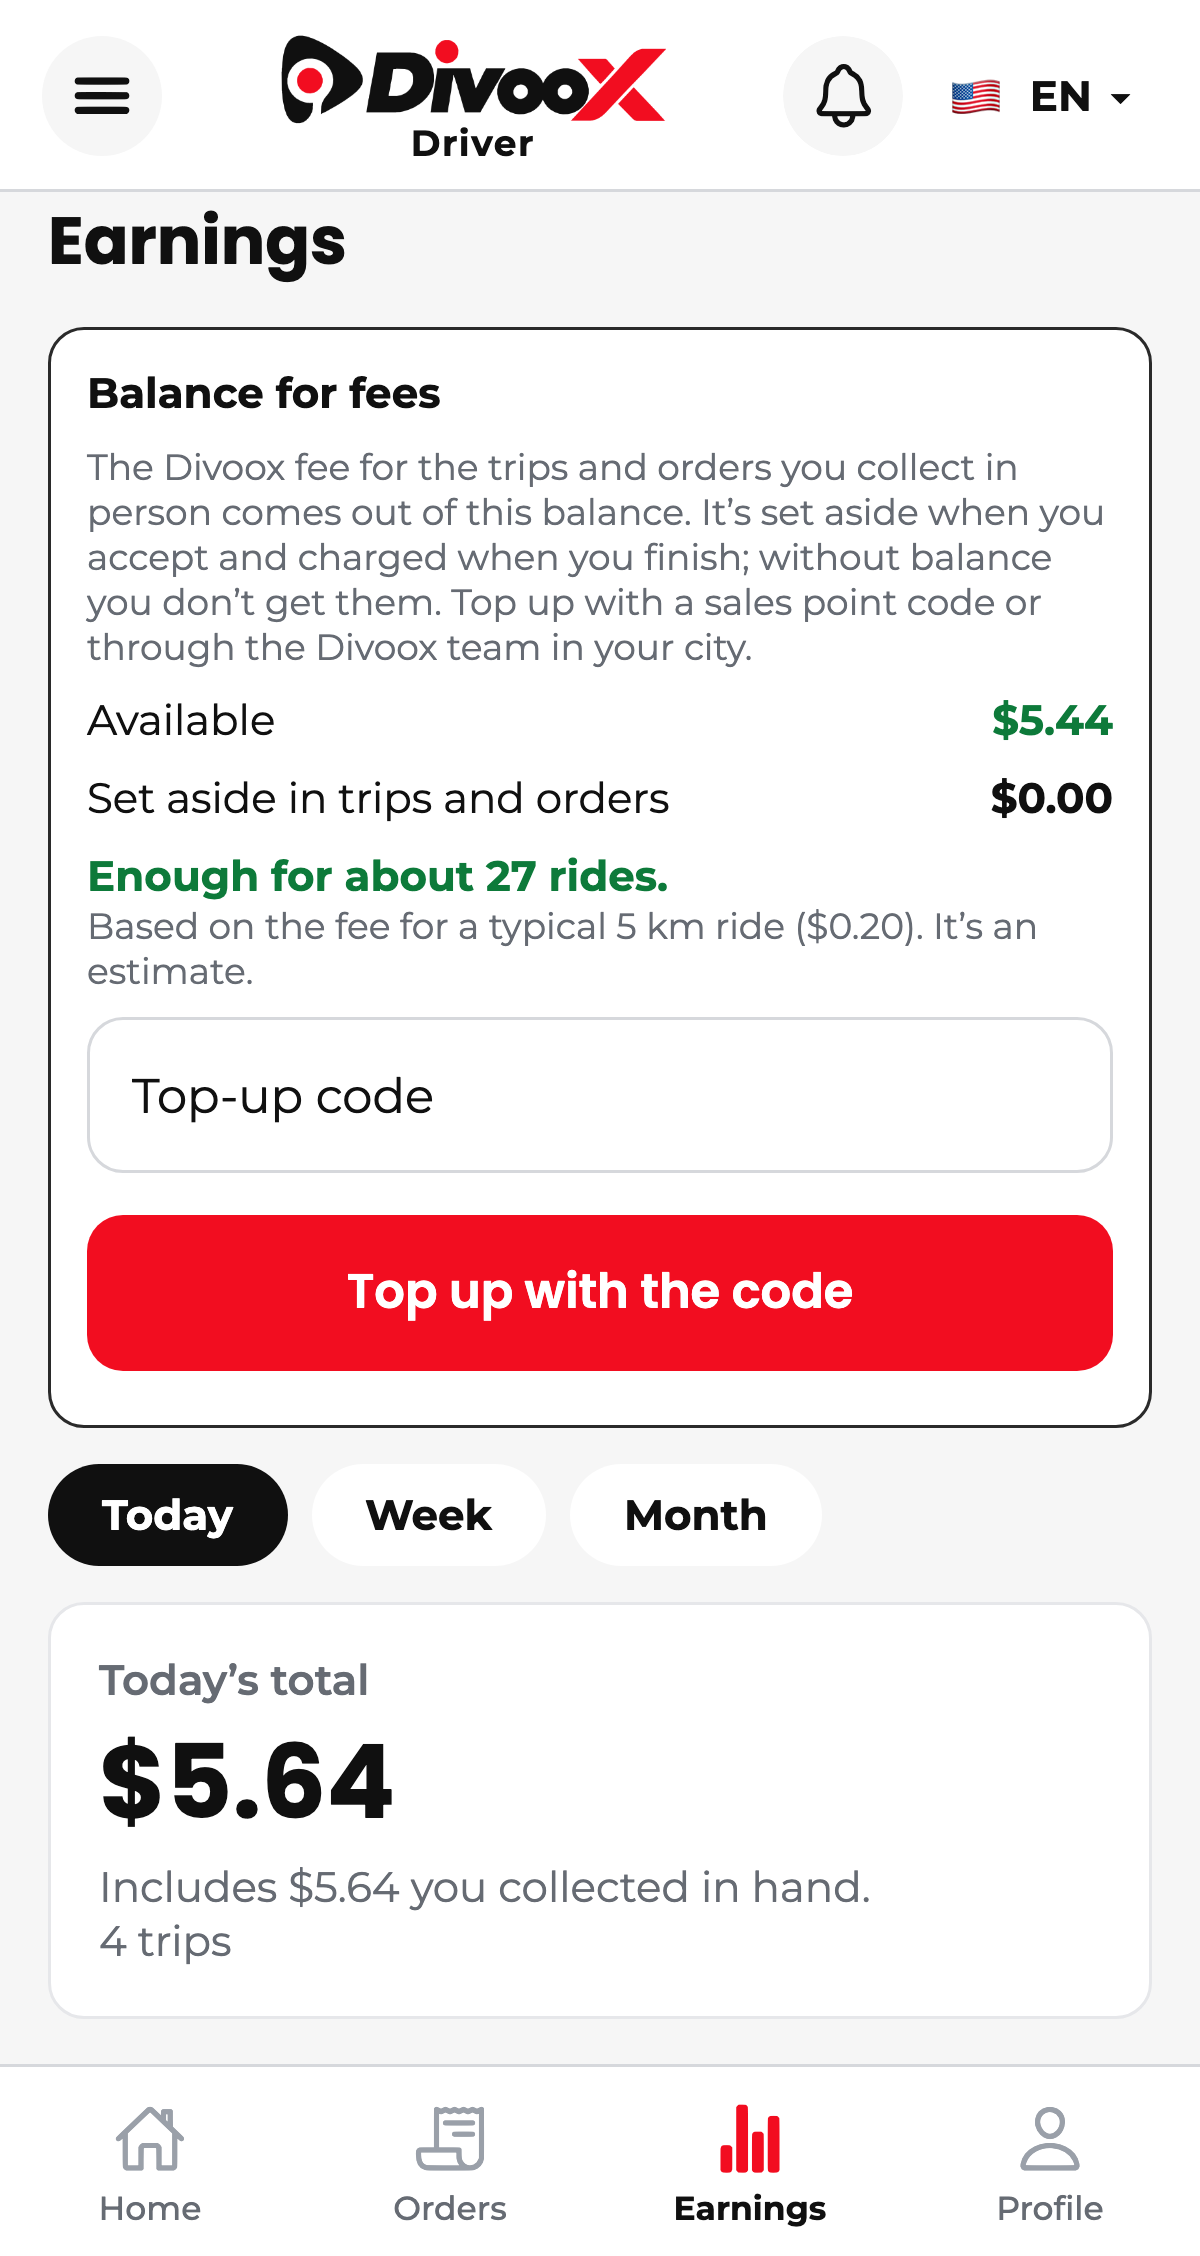 DivooX
Driver
EN
Earnings
Balance for fees
The Divoox fee for the trips and orders you collect in
person comes out of this balance. It’s set aside when you
accept and charged when you finish; without balance
you don’t get them. Top up with a sales point code or
through the Divoox team in your city.
Available $5.44
Set aside in trips and orders $0.00
Enough for about 27 rides.
Based on the fee for a typical 5 km ride ($0.20). It’s an
estimate.
Top-up code
Top up with the code
Today Week Month
Today’s total
$5.64
Includes $5.64 you collected in hand.
4 trips
Home Orders Earnings Profile